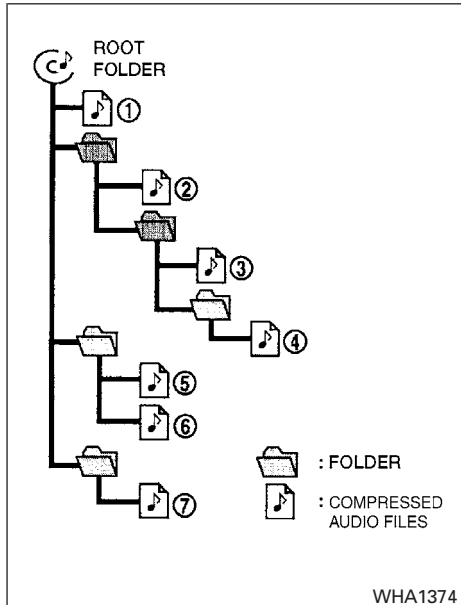 ROOT
FOLDER
①
②
③
④
⑤
⑥
⑦
: FOLDER
: COMPRESSED
AUDIO FILES
WHA1374